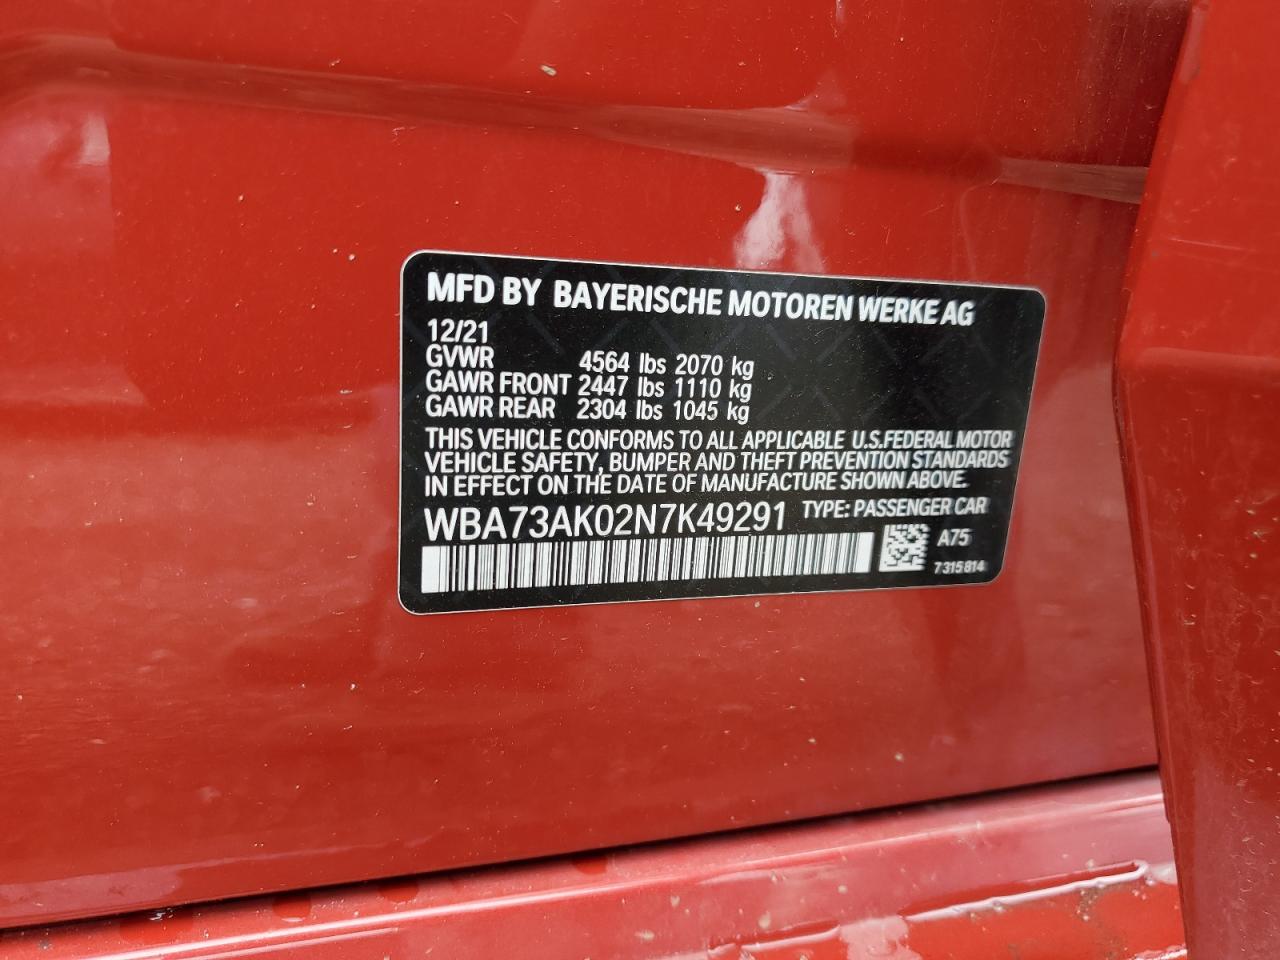 MFD BY BAYERISCHE MOTOREN WERKE AG
12/21
GVWR 4564 lbs 2070 kg
GAWR FRONT 2447 lbs 1110 kg
GAWR REAR 2304 lbs 1045 kg
THIS VEHICLE CONFORMS TO ALL APPLICABLE U.S.FEDERAL MOTOR
VEHICLE SAFETY, BUMPER AND THEFT PREVENTION STANDARDS
IN EFFECT ON THE DATE OF MANUFACTURE SHOWN ABOVE.
WBA73AK02N7K49291 TYPE: PASSENGER CAR
A75
7315814